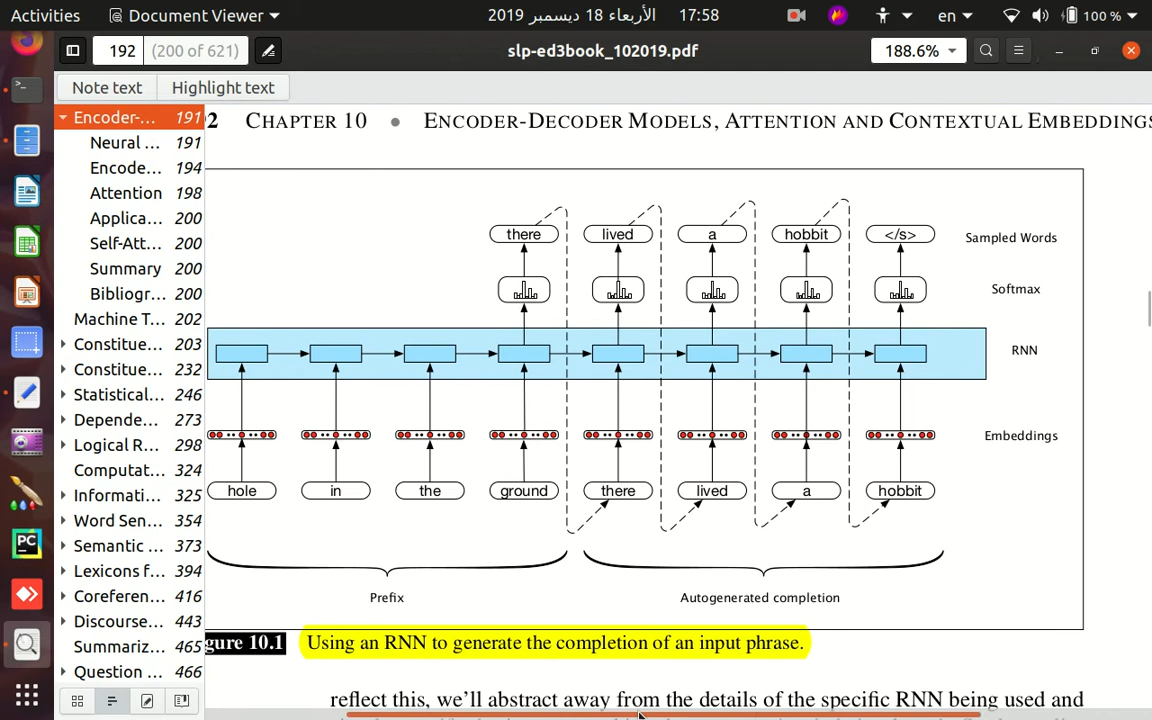 Activities
Document Viewer
الأربعاء 18 ديسمبر 2019
17:58
en
100 %
192
(200 of 621)
slp-ed3book_102019.pdf
188.6%
Note text
Highlight text
Encoder-... 191
Neural ... 191
Encode... 194
Attention 198
Applica... 200
Self-Att... 200
Summary 200
Bibliogr... 200
Machine T... 202
Constitue... 203
Constitue... 232
Statistical... 246
Depende... 273
Logical R... 298
Computat... 324
Informati... 325
Word Sen... 354
Semantic ... 373
Lexicons f... 394
Coreferen... 416
Discourse... 443
Summariz... 465
Question ... 466
PC
2 CHAPTER 10 • ENCODER-DECODER MODELS, ATTENTION AND CONTEXTUAL EMBEDDINGS
there lived a hobbit </s> Sampled Words
Softmax
RNN
Embeddings
hole in the ground there lived a hobbit
Prefix Autogenerated completion
gure 10.1 Using an RNN to generate the completion of an input phrase.
reflect this, we'll abstract away from the details of the specific RNN being used and